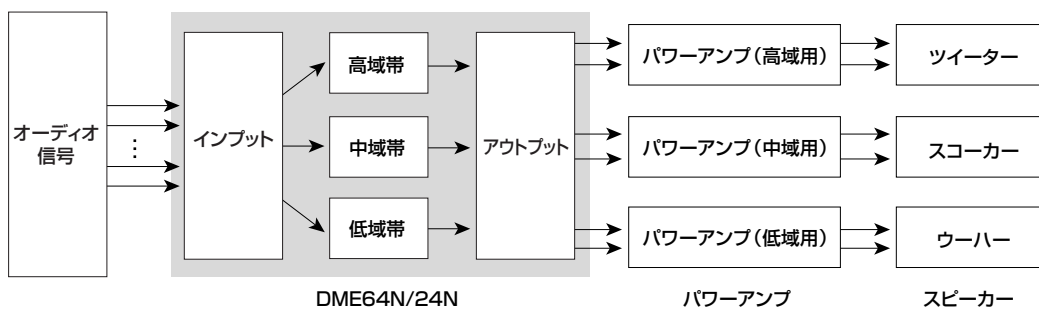 オーディオ
信号
インプット
高域帯
中域帯
低域帯
アウトプット
パワーアンプ（高域用）
パワーアンプ（中域用）
パワーアンプ（低域用）
ツイーター
スコーカー
ウーハー
DME64N/24N
パワーアンプ
スピーカー